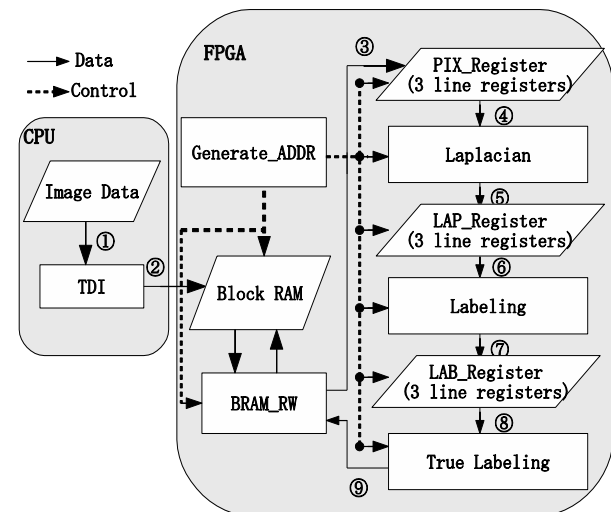 Data
Control
CPU
Image Data
①
TDI
②
FPGA
Generate_ADDR
Block RAM
BRAM_RW
③
PIX_Register
(3 line registers)
④
Laplacian
⑤
LAP_Register
(3 line registers)
⑥
Labeling
⑦
LAB_Register
(3 line registers)
⑧
True Labeling
⑨